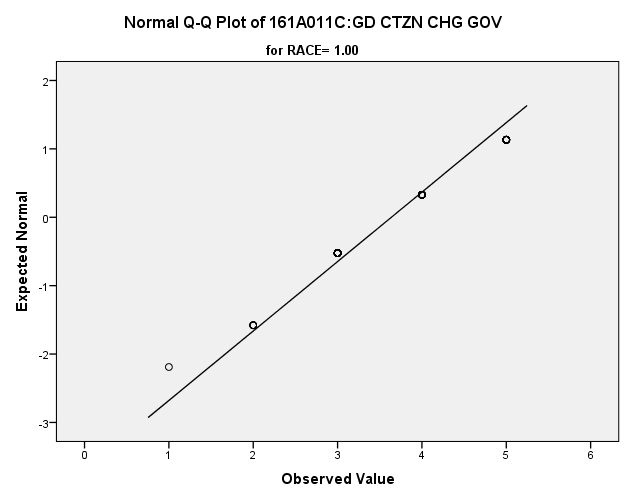 Normal Q-Q Plot of 161A011C:GD CTZN CHG GOV
for RACE= 1.00
Expected Normal
2
1
0
-1
-2
-3
0 1 2 3 4 5 6
Observed Value